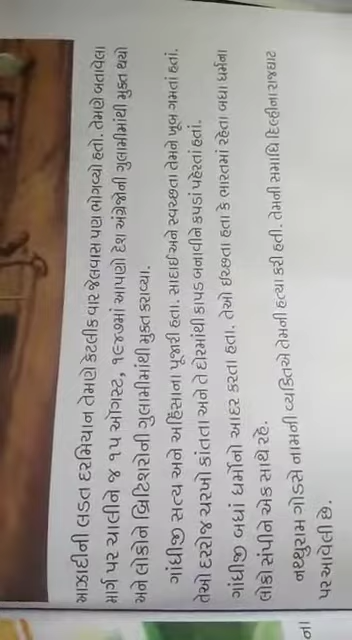 આઝાદીની લડત દરમિયાન તેમણે કેટલીક વાર જેલવાસ પણ ભોગવ્યો હતો. તેમણે બતાવેલા
માર્ગ પર ચાલીને જ ૧૫ ઑગસ્ટ, ૧૯૪૭માં આપણો દેશ અંગ્રેજોની ગુલામીમાંથી મુક્ત થયો
અને લોકોને બ્રિટિશરોની ગુલામીમાંથી મુક્ત કરાવ્યા.
ગાંધીજી સત્ય અને અહિંસાના પૂજારી હતા. સાદાઈ અને સ્વચ્છતા તેમને ખૂબ ગમતાં હતાં.
તેઓ દરરોજ ચરખો કાંતતા અને તે દોરામાંથી કાપડ બનાવીને કપડાં પહેરતાં હતાં.
ગાંધીજી બધાં ધર્મોનો આદર કરતા હતા. તેઓ ઈચ્છતા હતા કે ભારતમાં રહેતા બધા ધર્મના
લોકો સંપીને એક સાથે રહે.
નથ્થુરામ ગોડસે નામની વ્યક્તિએ તેમની હત્યા કરી હતી. તેમની સમાધિ દિલ્હીના રાજઘાટ
પર આવેલી છે.
ના